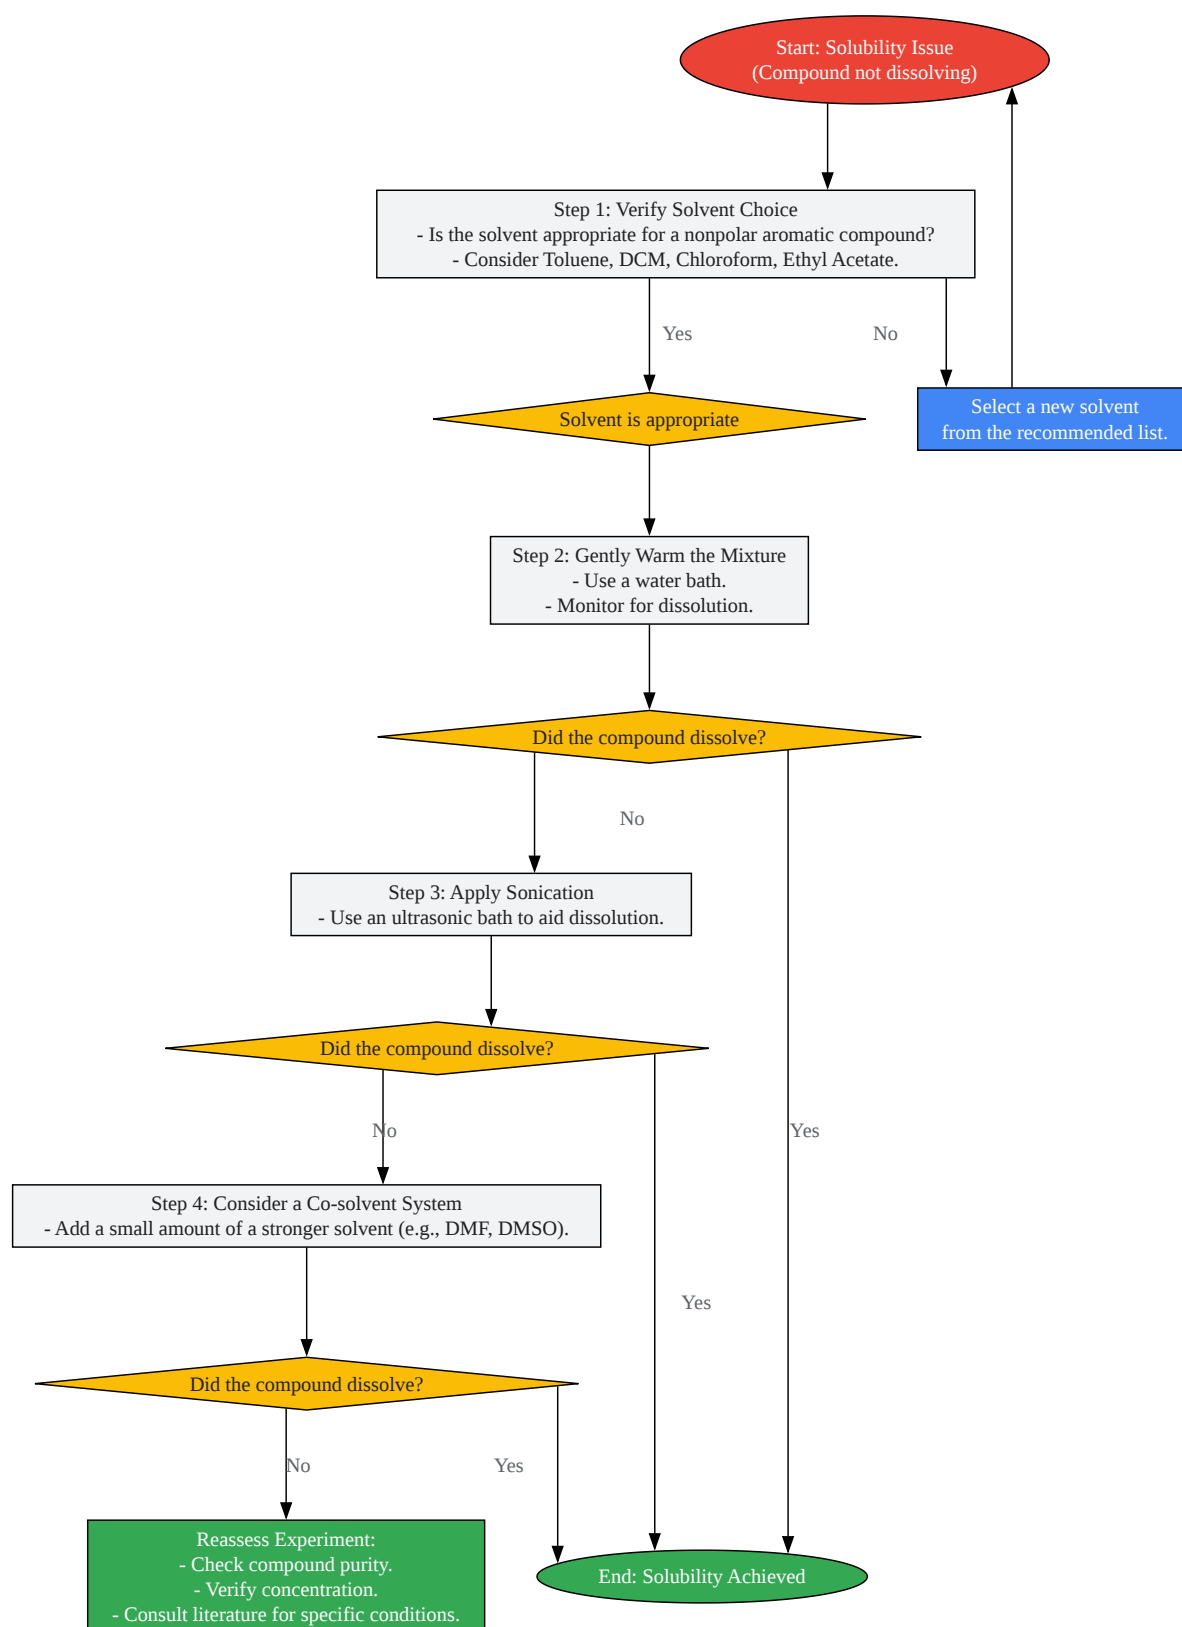 Start: Solubility Issue
(Compound not dissolving)
Step 1: Verify Solvent Choice
- Is the solvent appropriate for a nonpolar aromatic compound?
- Consider Toluene, DCM, Chloroform, Ethyl Acetate.
Yes
No
Select a new solvent
from the recommended list.
Solvent is appropriate
Step 2: Gently Warm the Mixture
- Use a water bath.
- Monitor for dissolution.
Did the compound dissolve?
No
Step 3: Apply Sonication
- Use an ultrasonic bath to aid dissolution.
Did the compound dissolve?
No
Yes
Step 4: Consider a Co-solvent System
- Add a small amount of a stronger solvent (e.g., DMF, DMSO).
Yes
Did the compound dissolve?
No
Yes
Reassess Experiment:
- Check compound purity.
- Verify concentration.
- Consult literature for specific conditions.
End: Solubility Achieved